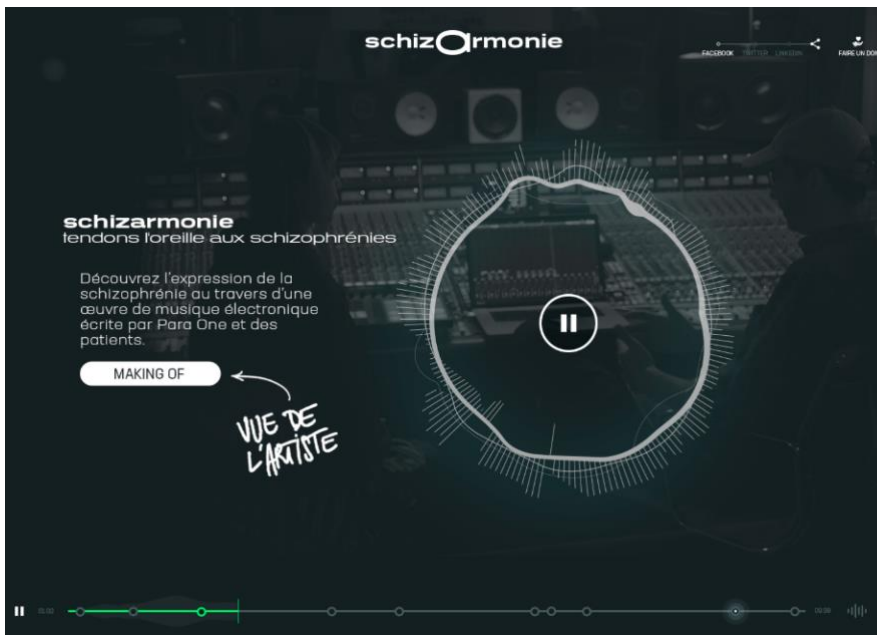 schizarmonie
FACEBOOK TWITTER LINKEDIN
FAIRE UN DON
schizarmonie
tendons l'oreille aux schizophrénies
Découvrez l'expression de la
schizophrénie au travers d'une
œuvre de musique électronique
écrite par Para One et des
patients.
MAKING OF
VUE DE
L'ARTISTE